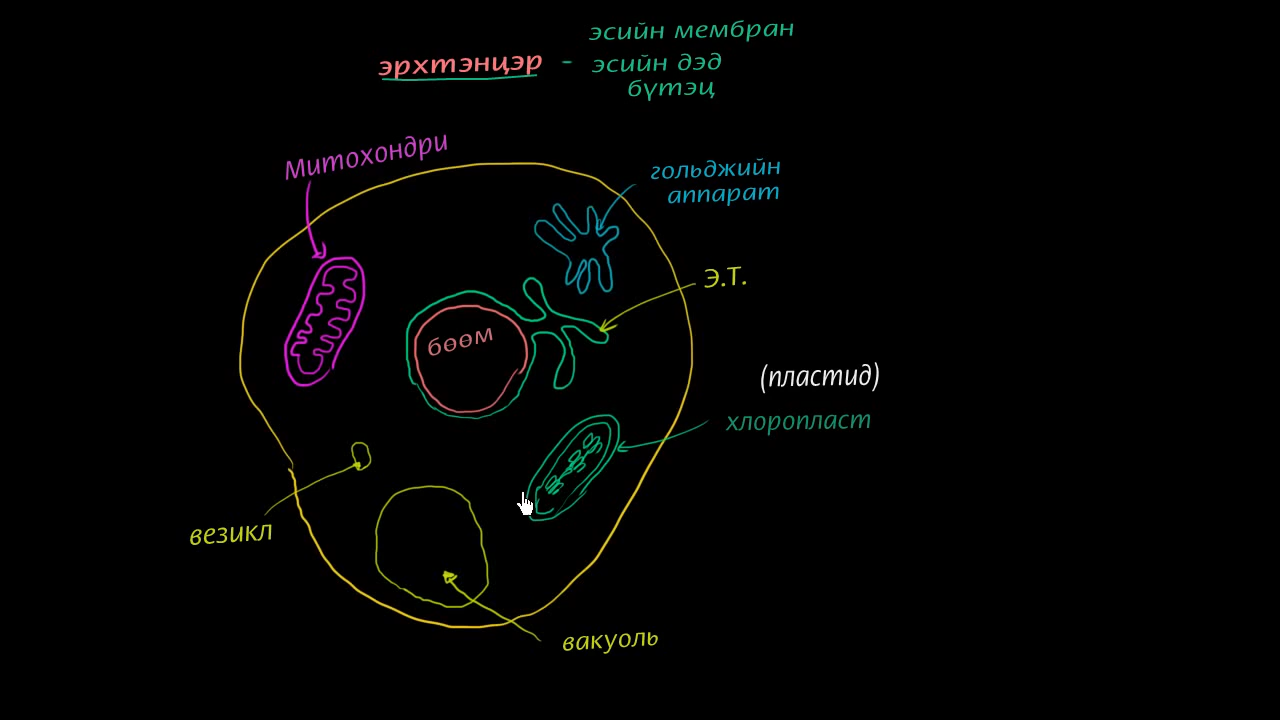 эсийн мембран
эрхтэнцэр - эсийн дэд
бүтэц
Митохондри
гольджийн
аппарат
Э.Т.
бөөм
(пластид)
хлоропласт
везикл
вакуоль